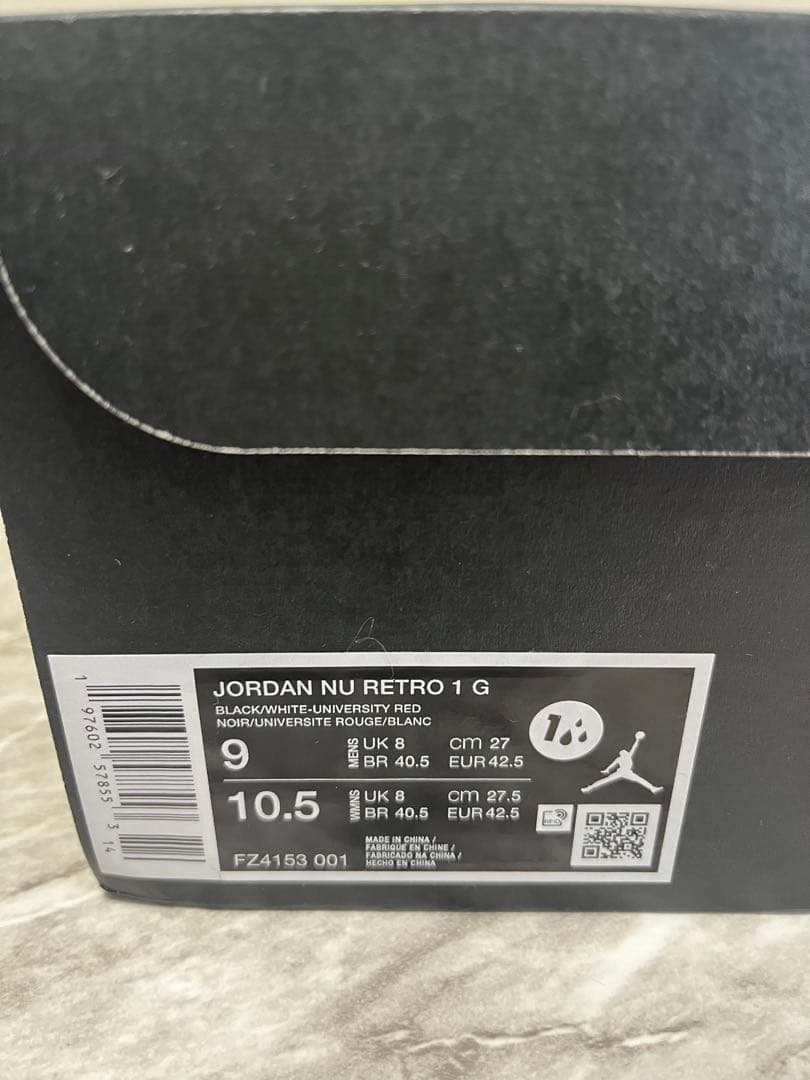 JORDAN NU RETRO 1 G
BLACK/WHITE-UNIVERSITY RED
NOIR/UNIVERSITE ROUGE/BLANC
9 MENS UK 8 CM 27
BR 40.5 EUR 42.5
10.5 WMNS UK 8 CM 27.5
BR 40.5 EUR 42.5
FZ4153 001
MADE IN CHINA /
FABRIQUE EN CHINE /
FABRICADO NA CHINA /
HECHO EN CHINA
RFID
1
1 97602 57855 3 14